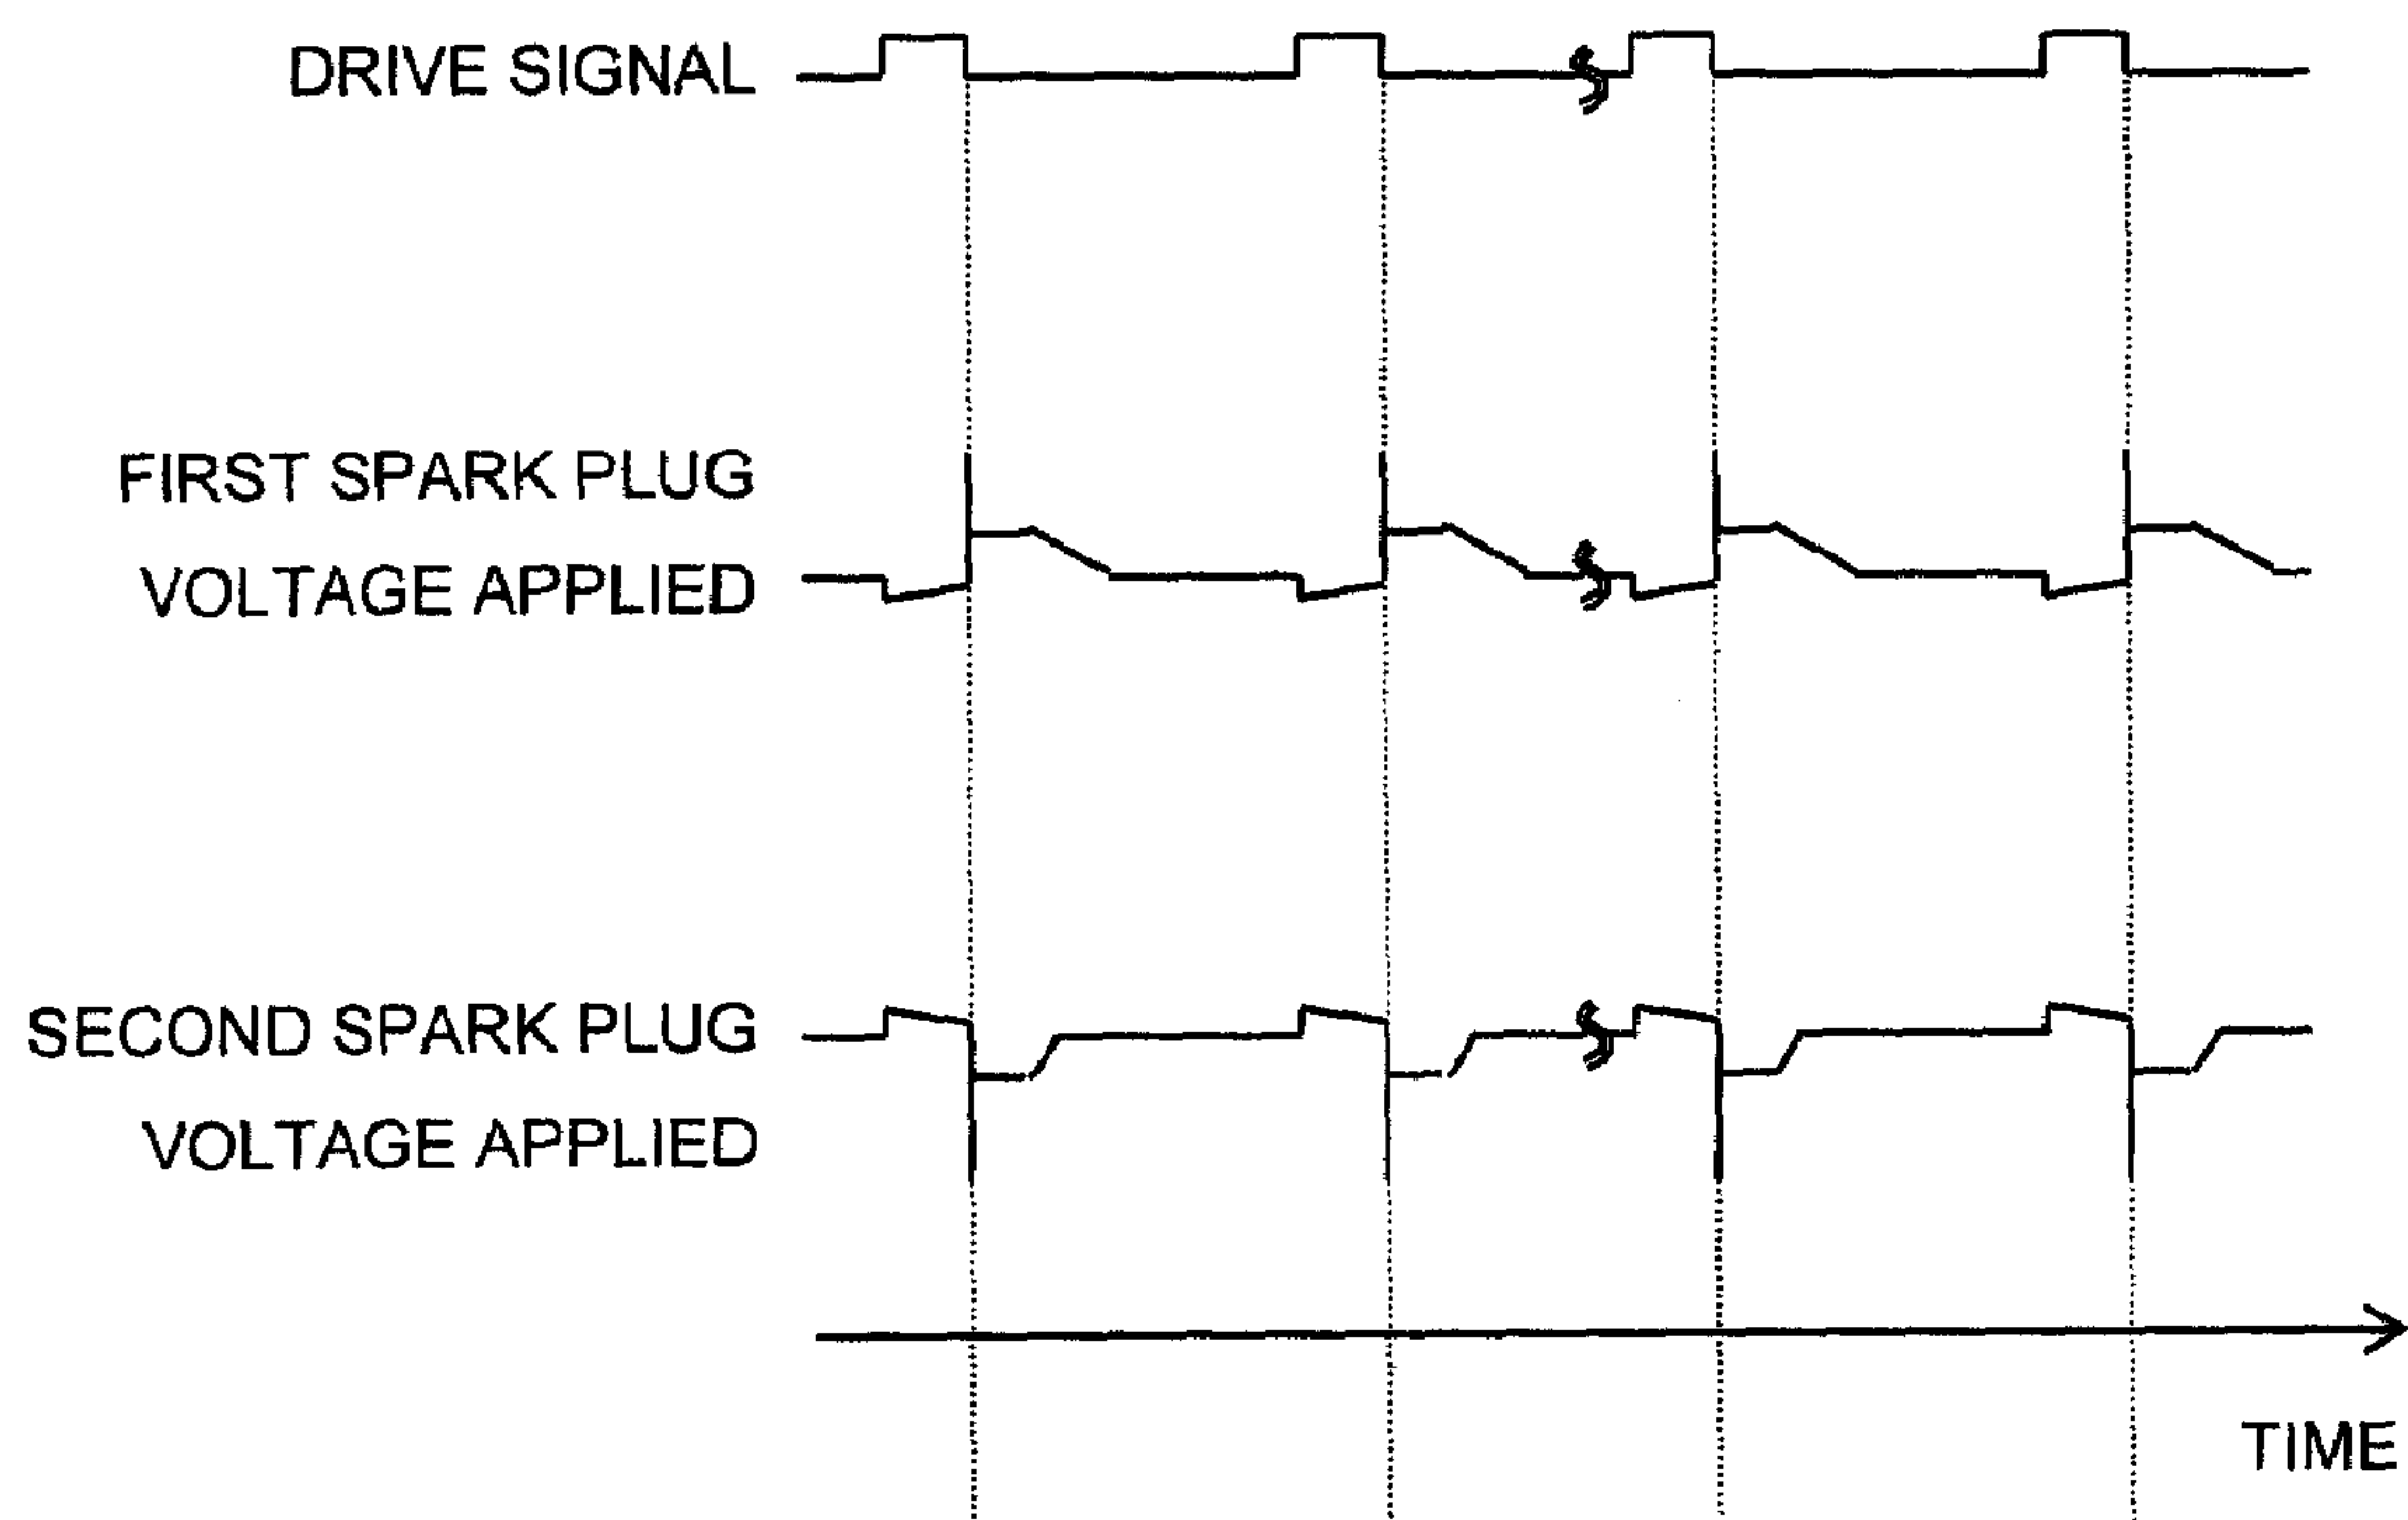 DRIVE SIGNAL
FIRST SPARK PLUG
VOLTAGE APPLIED
SECOND SPARK PLUG
VOLTAGE APPLIED
TIME